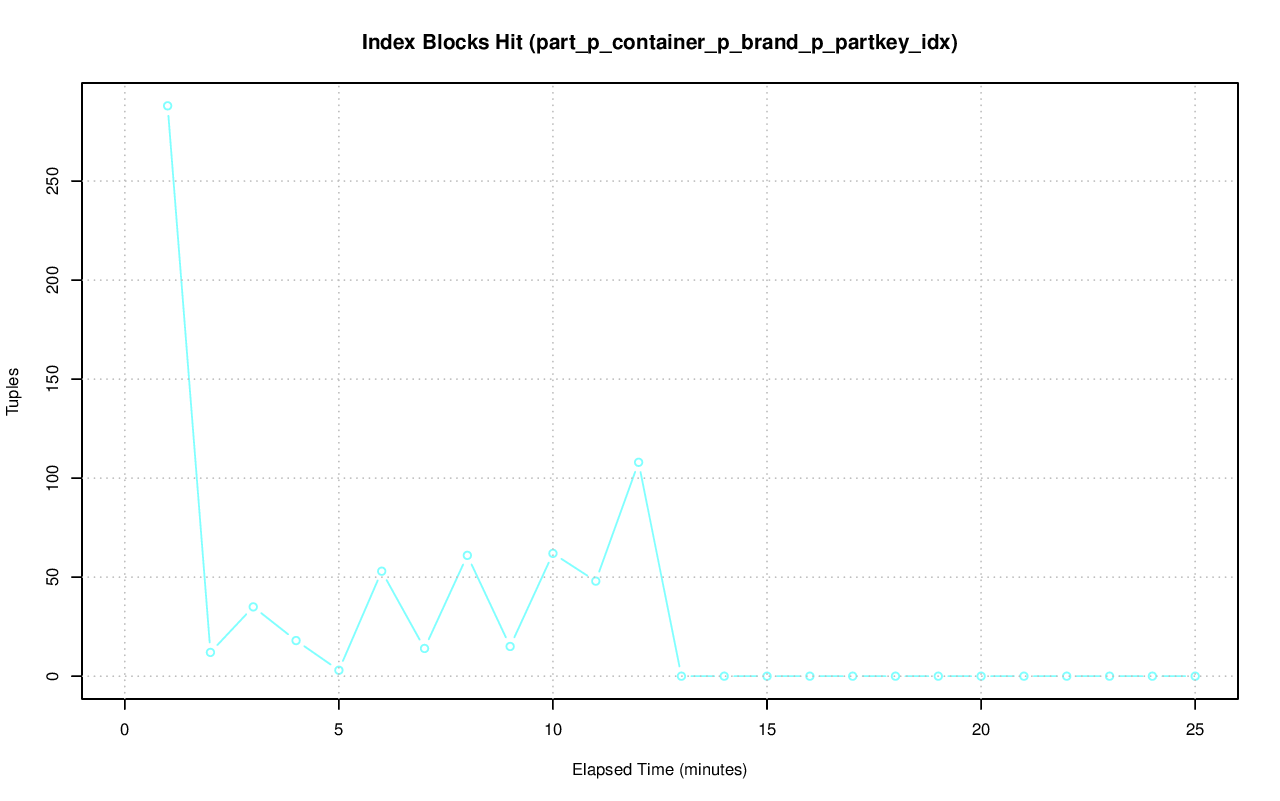 Index Blocks Hit (part_p_container_p_brand_p_partkey_idx)
250
200
150
100
50
0
Tuples
0 5 10 15 20 25
Elapsed Time (minutes)